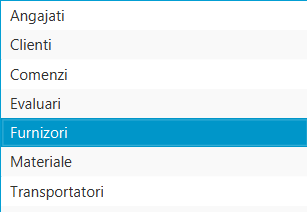 Angajati
Clienti
Comenzi
Evaluari
Furnizori
Materiale
Transportatori